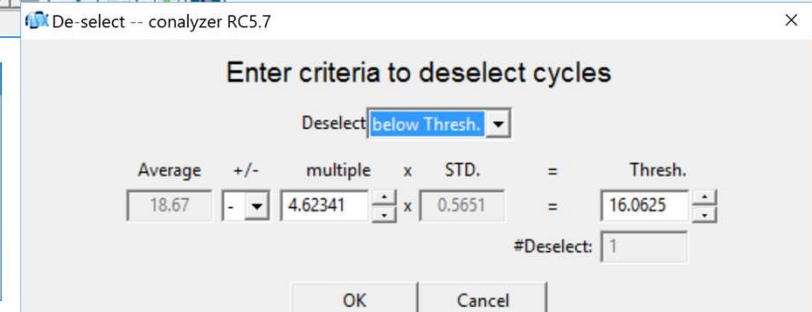 De-select -- conalyzer RC5.7
Enter criteria to deselect cycles
Deselect below Thresh.
Average +/- multiple x STD. = Thresh.
18.67 - 4.62341 x 0.5651 = 16.0625
#Deselect: 1
OK Cancel